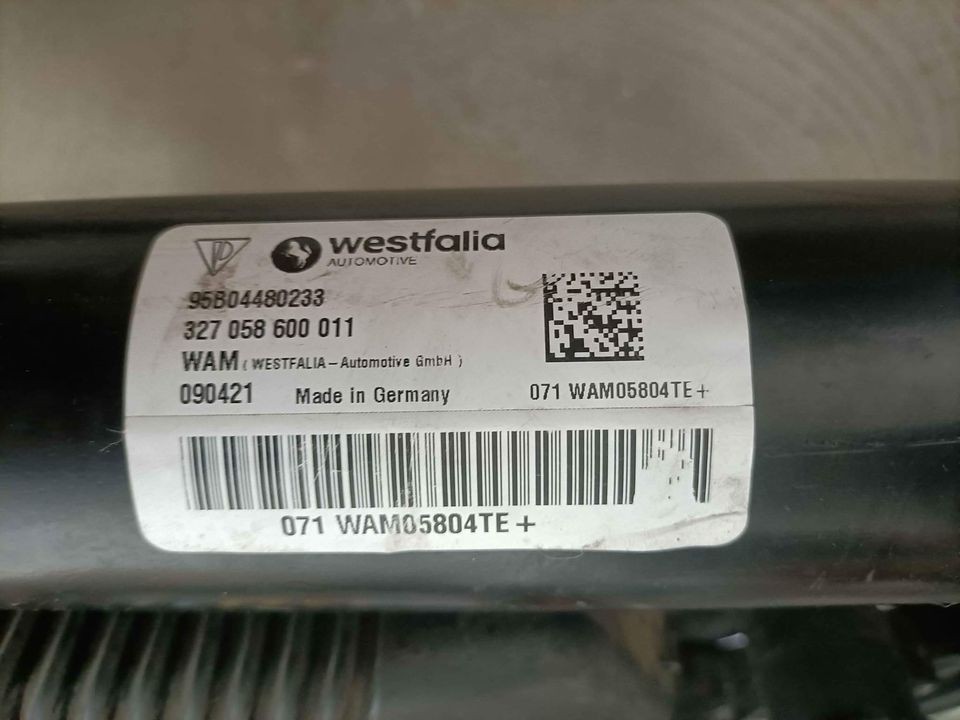 westfalia
AUTOMOTIVE
95B04480233
327 058 600 011
WAM ( WESTFALIA – Automotive GmbH )
090421 Made in Germany 071 WAM05804TE+
071 WAM05804TE+